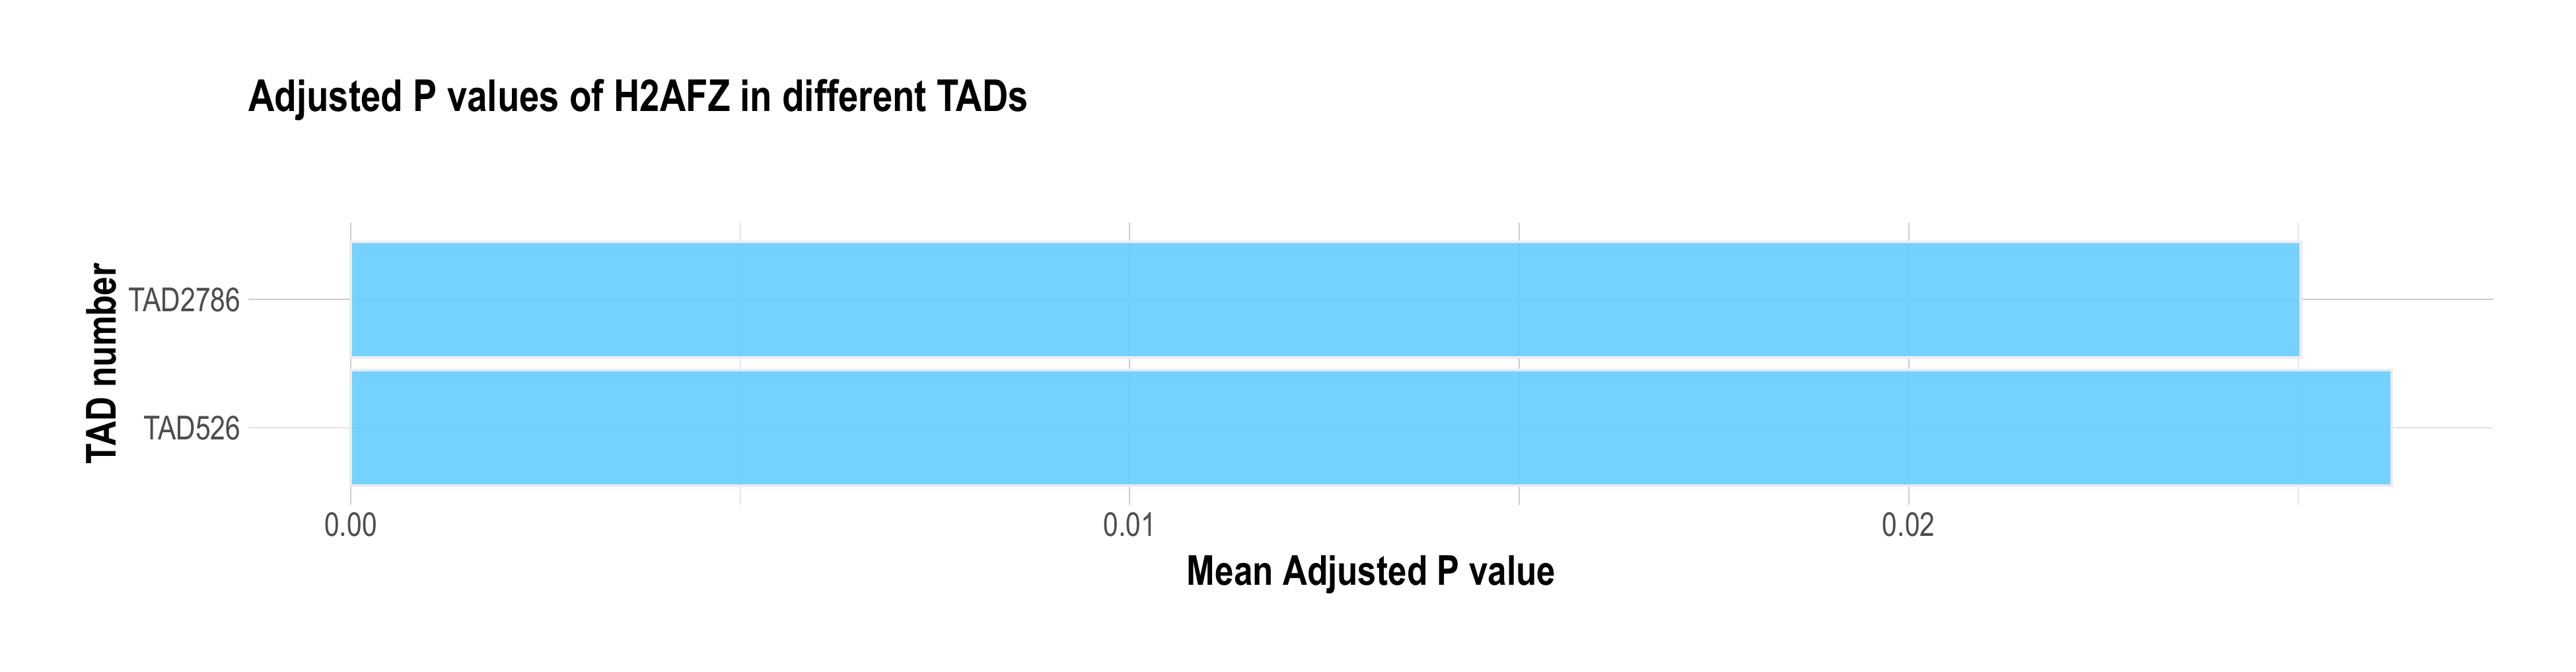 Adjusted P values of H2AFZ in different TADs
TAD number
TAD2786
TAD526
0.00
0.01
0.02
Mean Adjusted P value